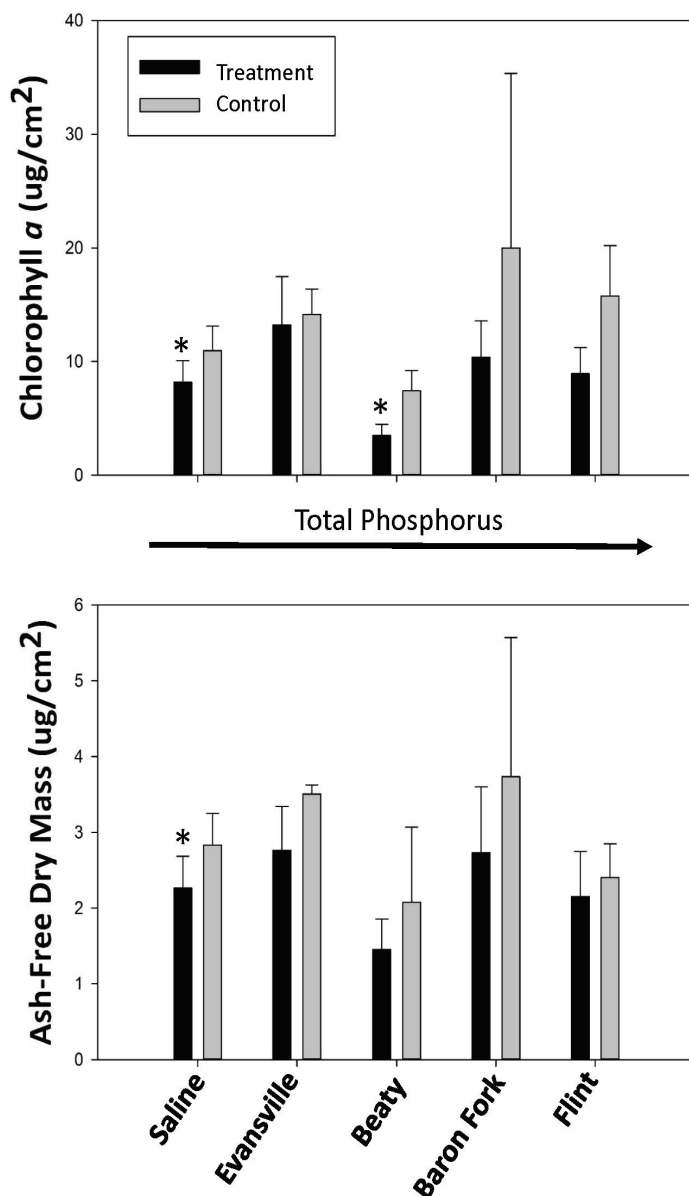 40
30
20
10
0
Chlorophyll a (ug/cm²)
Treatment
Control
*
*
Total Phosphorus
6
5
4
3
2
1
0
Ash-Free Dry Mass (ug/cm²)
*
Saline
Evansville
Beaty
Baron Fork
Flint